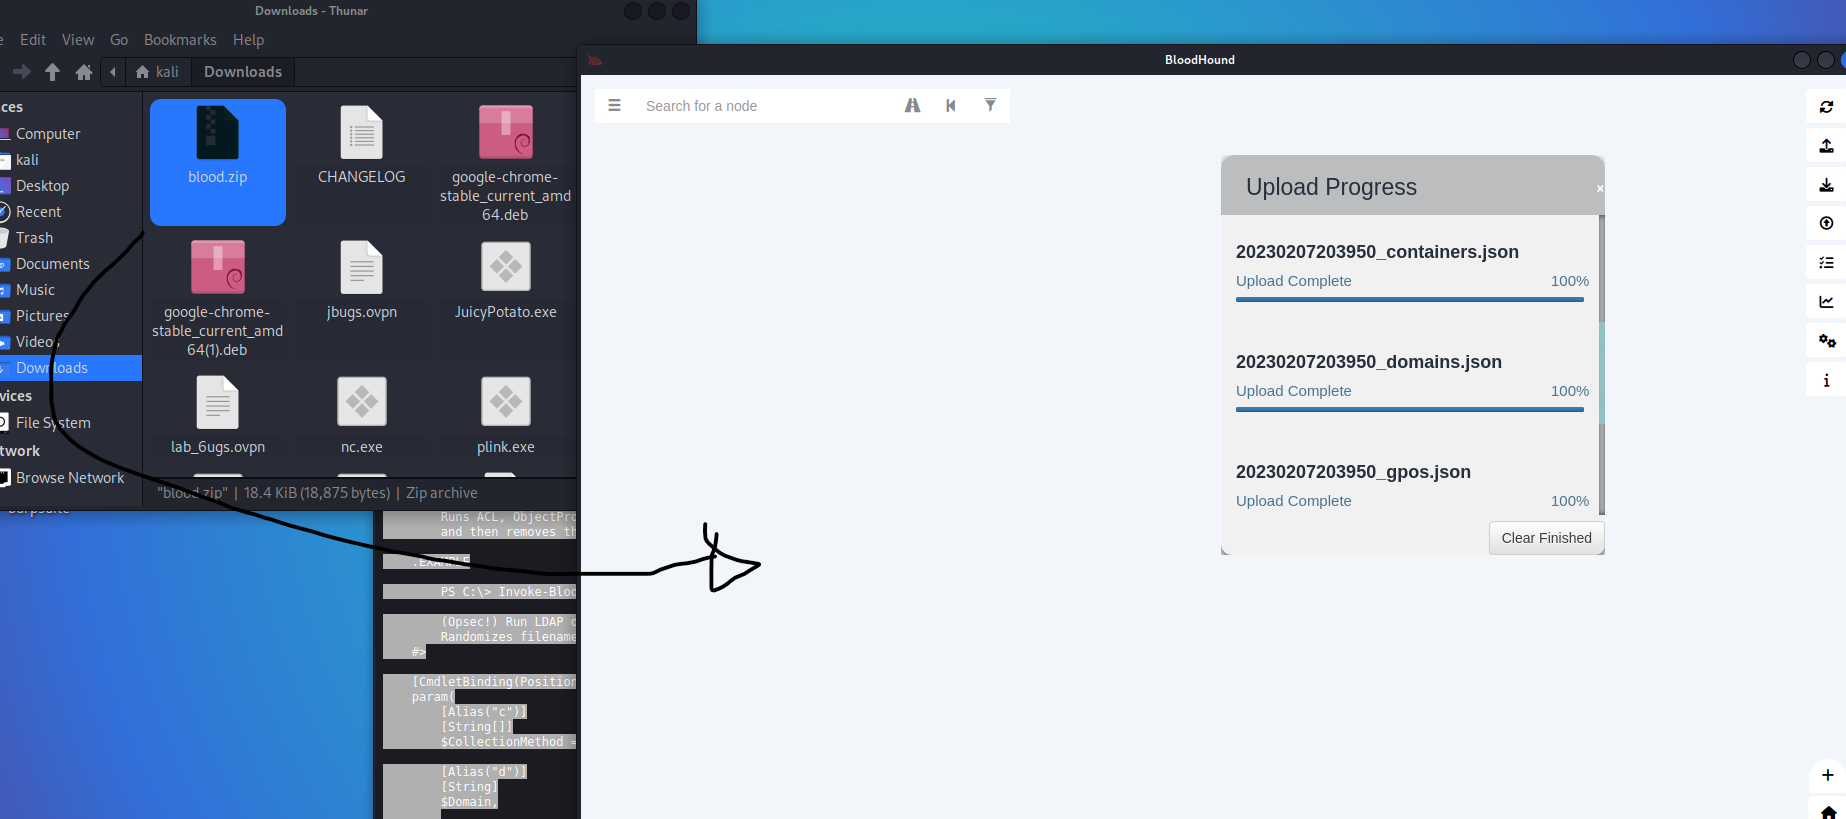 Downloads - Thunar
Edit View Go Bookmarks Help
kali Downloads
Computer
kali
Desktop
Recent
Trash
Documents
Music
Pictures
Videos
Downloads
File System
Browse Network
blood.zip
CHANGELOG
google-chrome-
stable_current_amd
64.deb
google-chrome-
stable_current_amd
64(1).deb
jbugs.ovpn
JuicyPotato.exe
lab_6ugs.ovpn
nc.exe
plink.exe
"blood.zip" | 18.4 KiB (18,875 bytes) | Zip archive
Runs ACL, ObjectPro
and then removes th
.EXAMPLE
PS C:\> Invoke-Bloo
(Opsec!) Run LDAP c
Randomizes filename
#>
[CmdletBinding(Position
param(
[Alias("c")]
[String[]]
$CollectionMethod =
[Alias("d")]
[String]
$Domain,
BloodHound
Search for a node
Upload Progress
×
20230207203950_containers.json
Upload Complete 100%
20230207203950_domains.json
Upload Complete 100%
20230207203950_gpos.json
Upload Complete 100%
Clear Finished